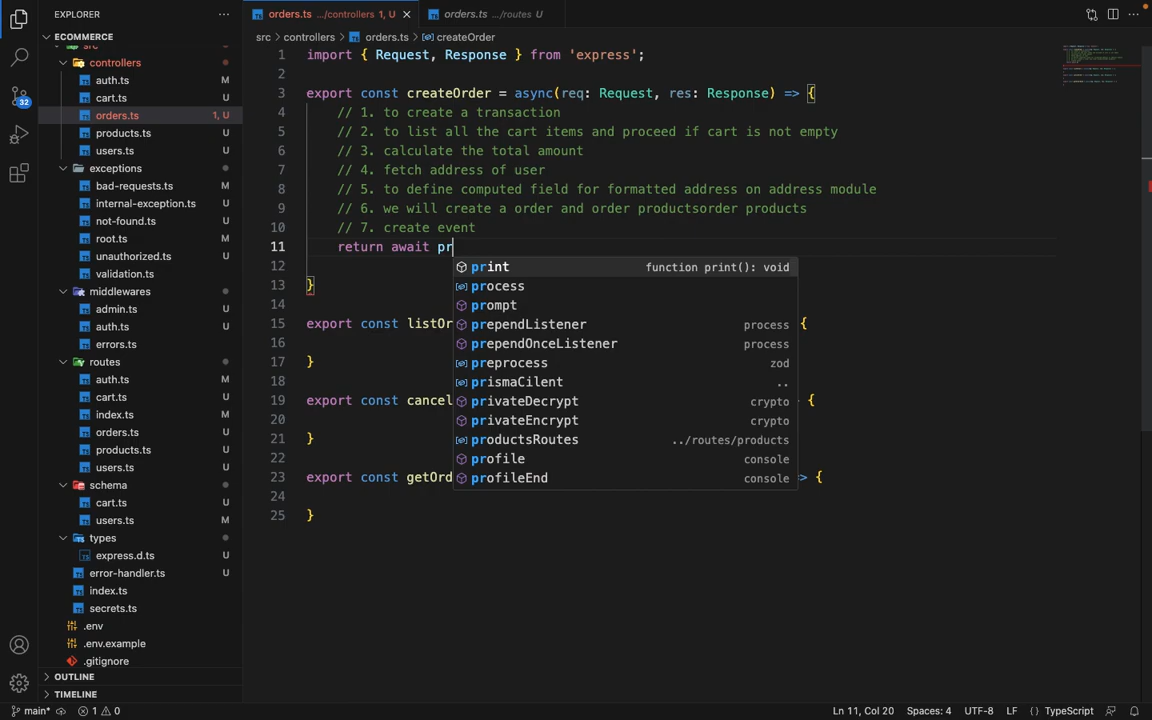 EXPLORER
···
orders.ts .../controllers 1, U ×
orders.ts .../routes U
···
ECOMMERCE
src > controllers > orders.ts > createOrder
src
controllers
auth.ts M
cart.ts U
orders.ts 1, U
products.ts U
users.ts U
exceptions
bad-requests.ts M
internal-exception.ts U
not-found.ts U
root.ts M
unauthorized.ts U
validation.ts U
middlewares
admin.ts U
auth.ts U
errors.ts U
routes
auth.ts M
cart.ts U
index.ts M
orders.ts U
products.ts U
users.ts U
schema
cart.ts U
users.ts M
types
express.d.ts U
error-handler.ts U
index.ts
secrets.ts
.env
.env.example
.gitignore
OUTLINE
TIMELINE
32
1 import { Request, Response } from 'express';
2
3 export const createOrder = async(req: Request, res: Response) => {
4 // 1. to create a transaction
5 // 2. to list all the cart items and proceed if cart is not empty
6 // 3. calculate the total amount
7 // 4. fetch address of user
8 // 5. to define computed field for formatted address on address module
9 // 6. we will create a order and order productsorder products
10 // 7. create event
11 return await pr
12
13 }
14
15 export const listOr {
16
17 }
18
19 export const cancel {
20
21 }
22
23 export const getOrd > {
24
25 }
print function print(): void
process
prompt
prependListener process
prependOnceListener process
preprocess zod
prismaCilent ..
privateDecrypt crypto
privateEncrypt crypto
productsRoutes ../routes/products
profile console
profileEnd console
main* 1 0 Ln 11, Col 20 Spaces: 4 UTF-8 LF {} TypeScript